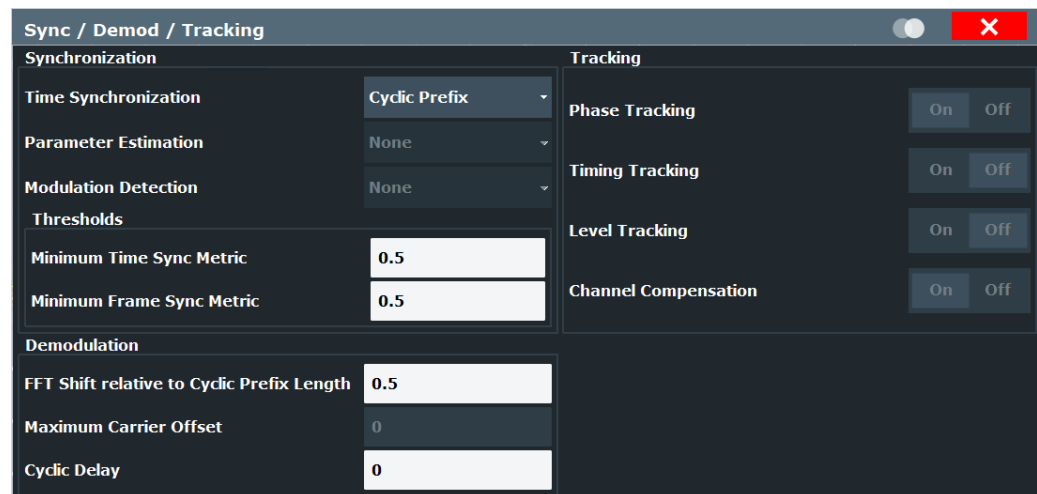 Sync / Demod / Tracking
Synchronization
Time Synchronization Cyclic Prefix
Parameter Estimation None
Modulation Detection None
Thresholds
Minimum Time Sync Metric 0.5
Minimum Frame Sync Metric 0.5
Demodulation
FFT Shift relative to Cyclic Prefix Length 0.5
Maximum Carrier Offset 0
Cyclic Delay 0
Tracking
Phase Tracking On Off
Timing Tracking On Off
Level Tracking On Off
Channel Compensation On Off